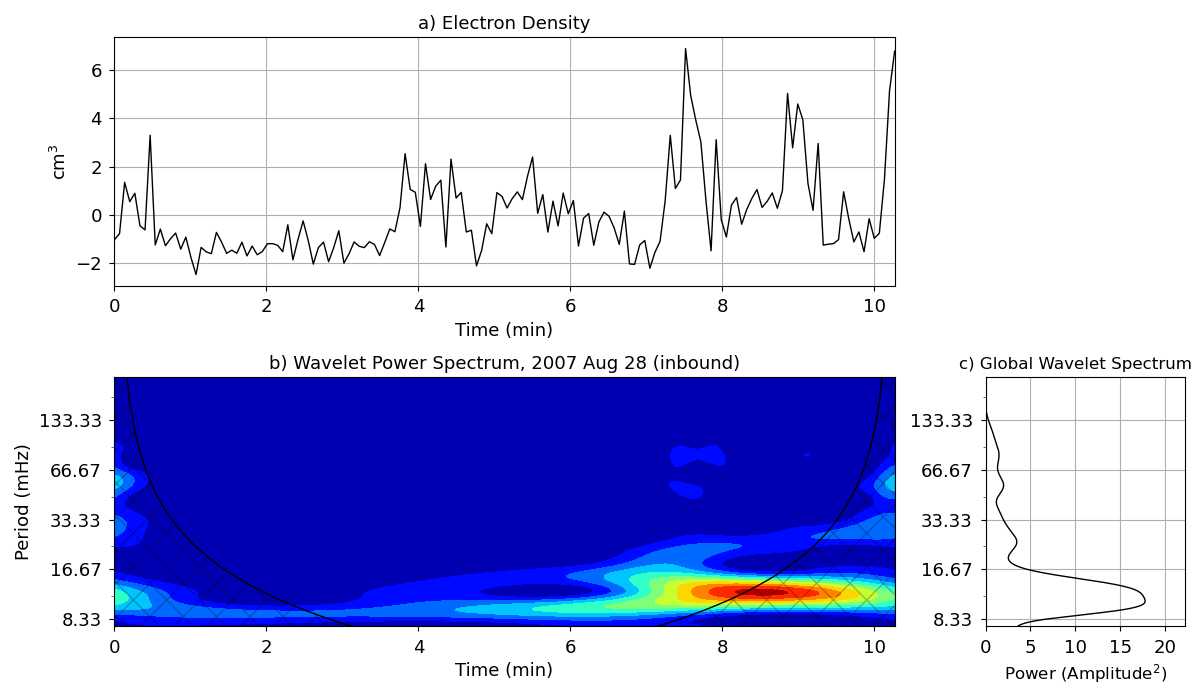 a) Electron Density
6
4
2
0
−2
cm³
0 2 4 6 8 10
Time (min)
b) Wavelet Power Spectrum, 2007 Aug 28 (inbound)
133.33
66.67
33.33
16.67
8.33
Period (mHz)
0 2 4 6 8 10
Time (min)
c) Global Wavelet Spectrum
133.33
66.67
33.33
16.67
8.33
0 5 10 15 20
Power (Amplitude²)